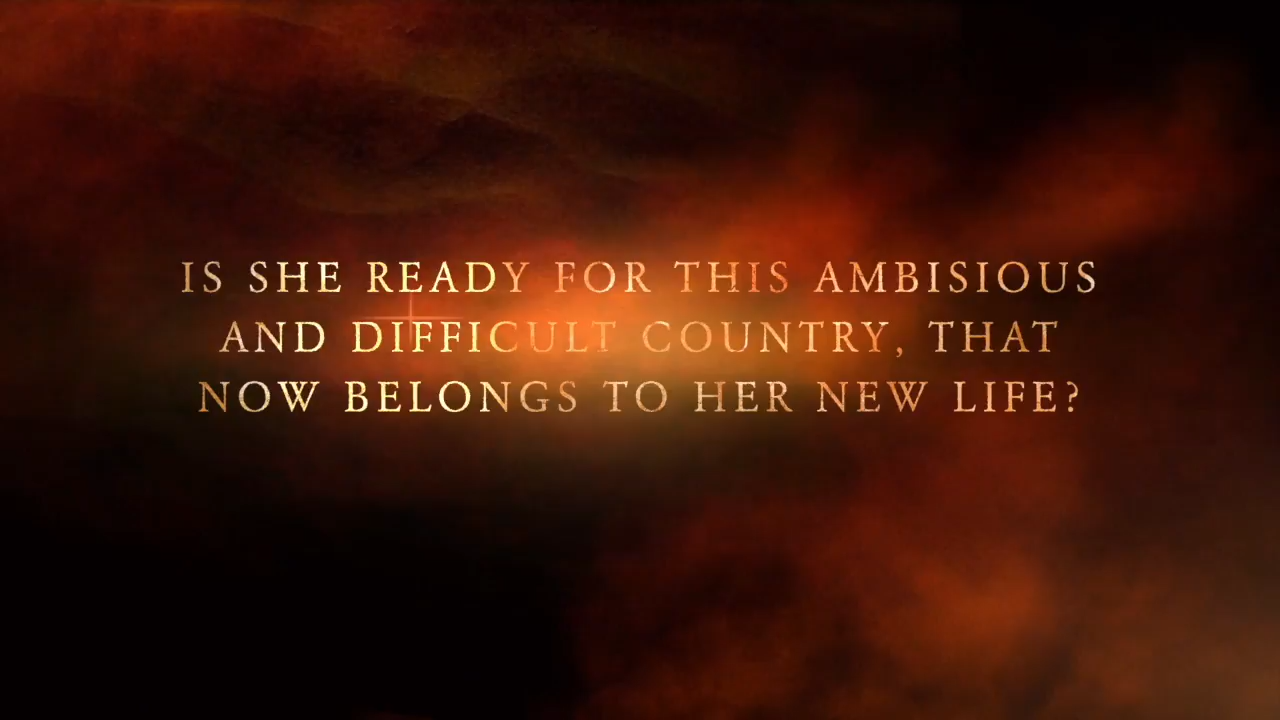 IS SHE READY FOR THIS AMBISIOUS
AND DIFFICULT COUNTRY, THAT
NOW BELONGS TO HER NEW LIFE?